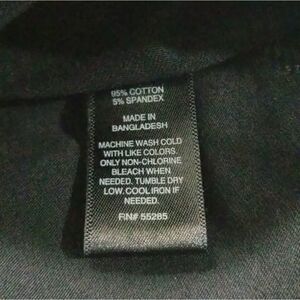 95% COTTON
5% SPANDEX
MADE IN
BANGLADESH
MACHINE WASH COLD
WITH LIKE COLORS.
ONLY NON-CHLORINE
BLEACH WHEN
NEEDED. TUMBLE DRY
LOW. COOL IRON IF
NEEDED.
RN# 55285